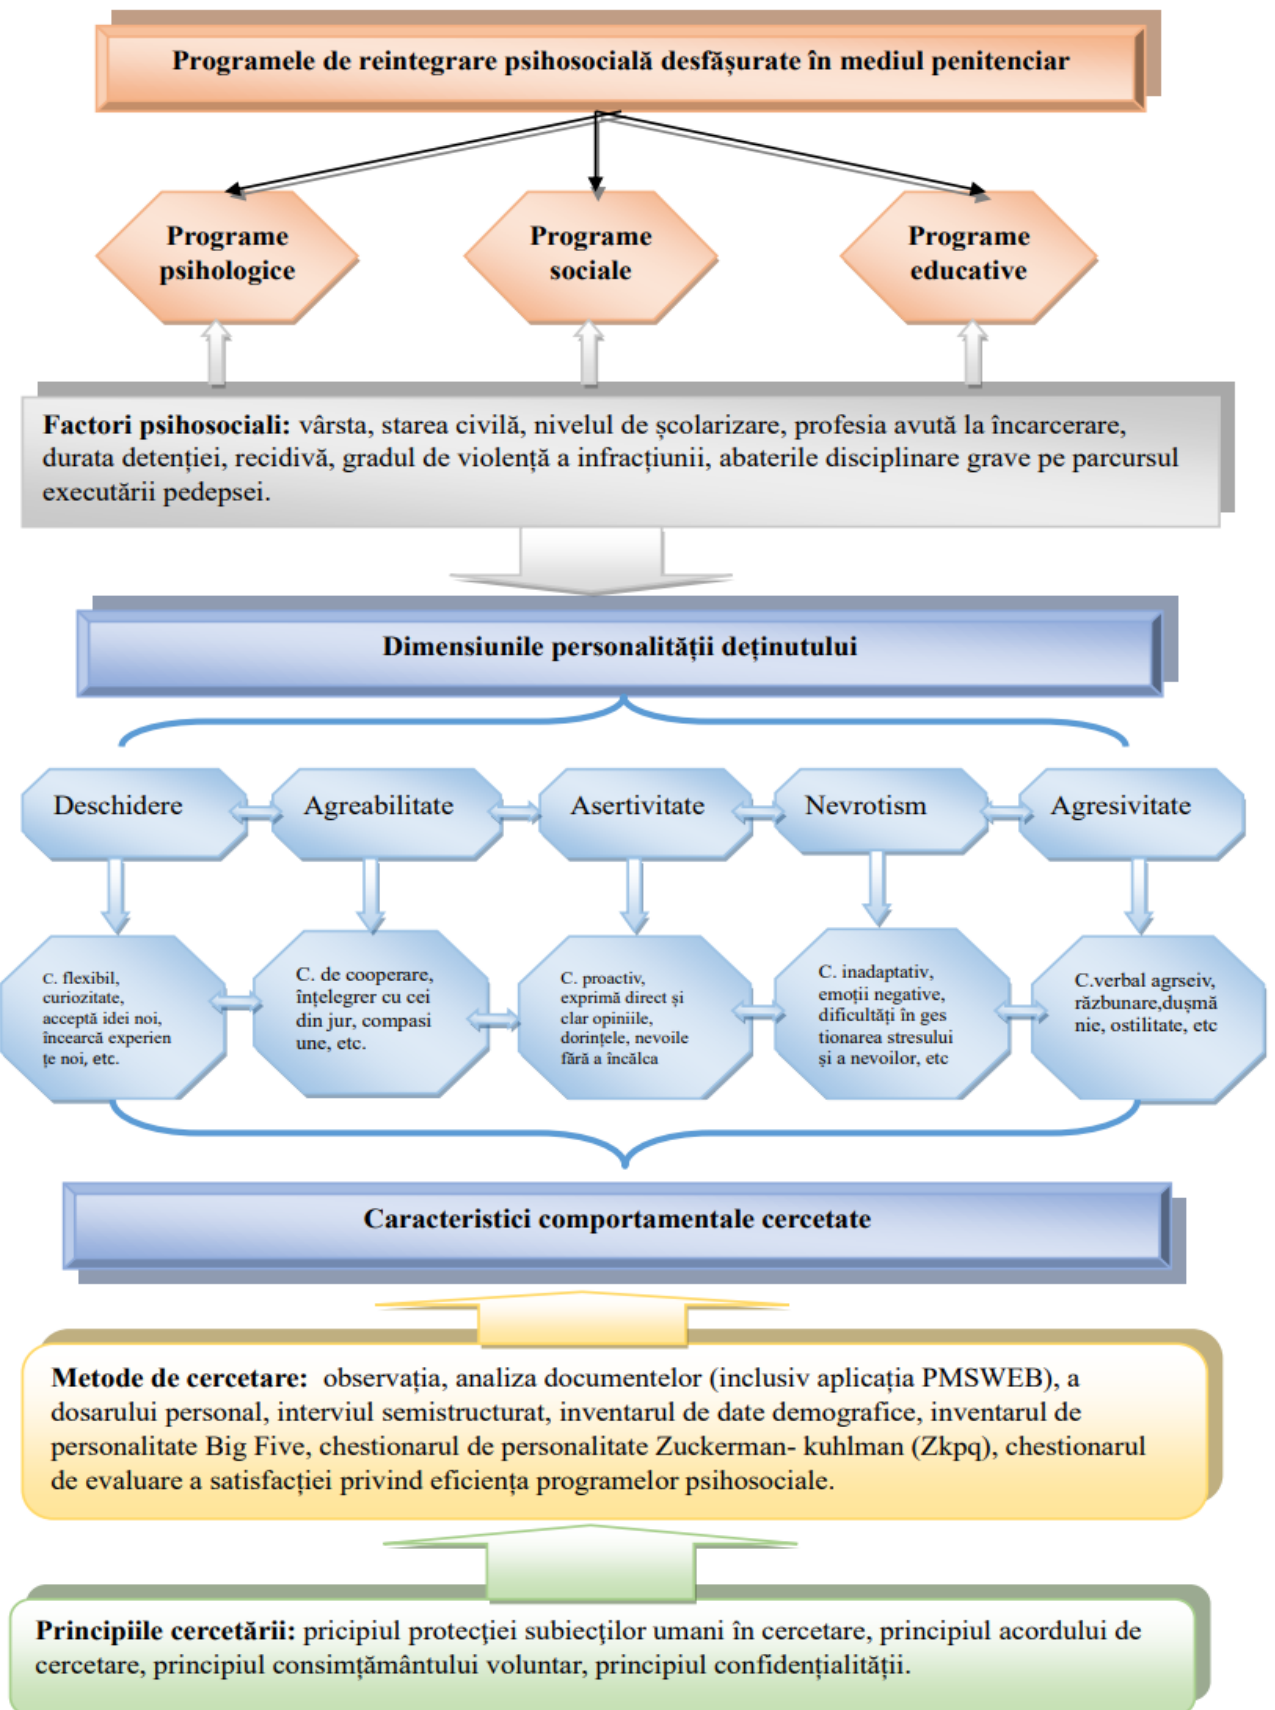 Programele de reintegrare psihosocială desfășurate în mediul penitenciar
Programe
psihologice
Programe
sociale
Programe
educative
Factori psihosociali: vârsta, starea civilă, nivelul de școlarizare, profesia avută la încarcerare,
durata detenției, recidivă, gradul de violență a infracțiunii, abaterile disciplinare grave pe parcursul
executării pedepsei.
Dimensiunile personalității deținutului
Deschidere
Agreabilitate
Asertivitate
Nevrotism
Agresivitate
C. flexibil,
curiozitate,
acceptă idei noi,
încearcă experien
țe noi, etc.
C. de cooperare,
înțelegrer cu cei
din jur, compasi
une, etc.
C. proactiv,
exprimă direct și
clar opiniile,
dorințele, nevoile
fără a încălca
C. inadaptativ,
emoții negative,
dificultăți în ges
tionarea stresului
și a nevoilor, etc
C.verbal agrseiv,
răzbunare,dușmă
nie, ostilitate, etc
Caracteristici comportamentale cercetate
Metode de cercetare: observația, analiza documentelor (inclusiv aplicația PMSWEB), a
dosarului personal, interviul semistructurat, inventarul de date demografice, inventarul de
personalitate Big Five, chestionarul de personalitate Zuckerman- kuhlman (Zkpq), chestionarul
de evaluare a satisfacției privind eficiența programelor psihosociale.
Principiile cercetării: pricipiul protecției subiecților umani în cercetare, principiul acordului de
cercetare, principiul consimțământului voluntar, principiul confidențialității.